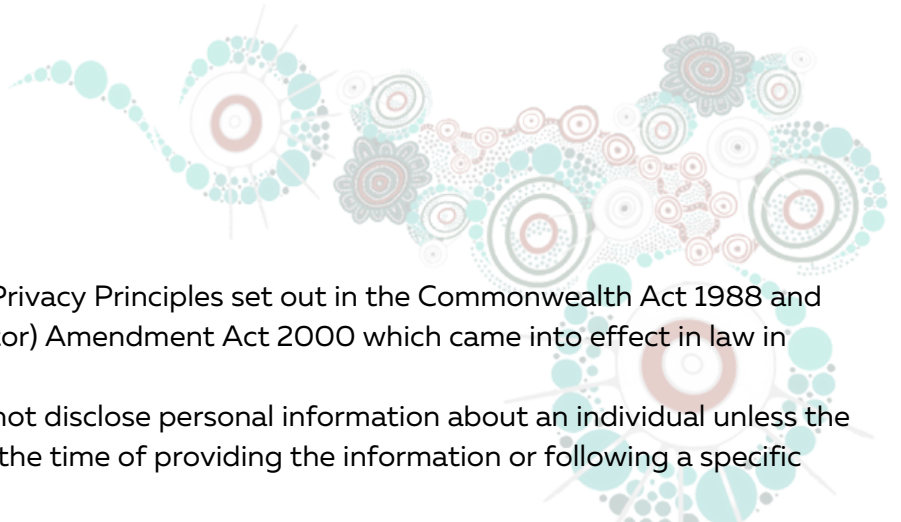 Privacy Principles set out in the Commonwealth Act 1988 and
tor) Amendment Act 2000 which came into effect in law in
not disclose personal information about an individual unless the
the time of providing the information or following a specific